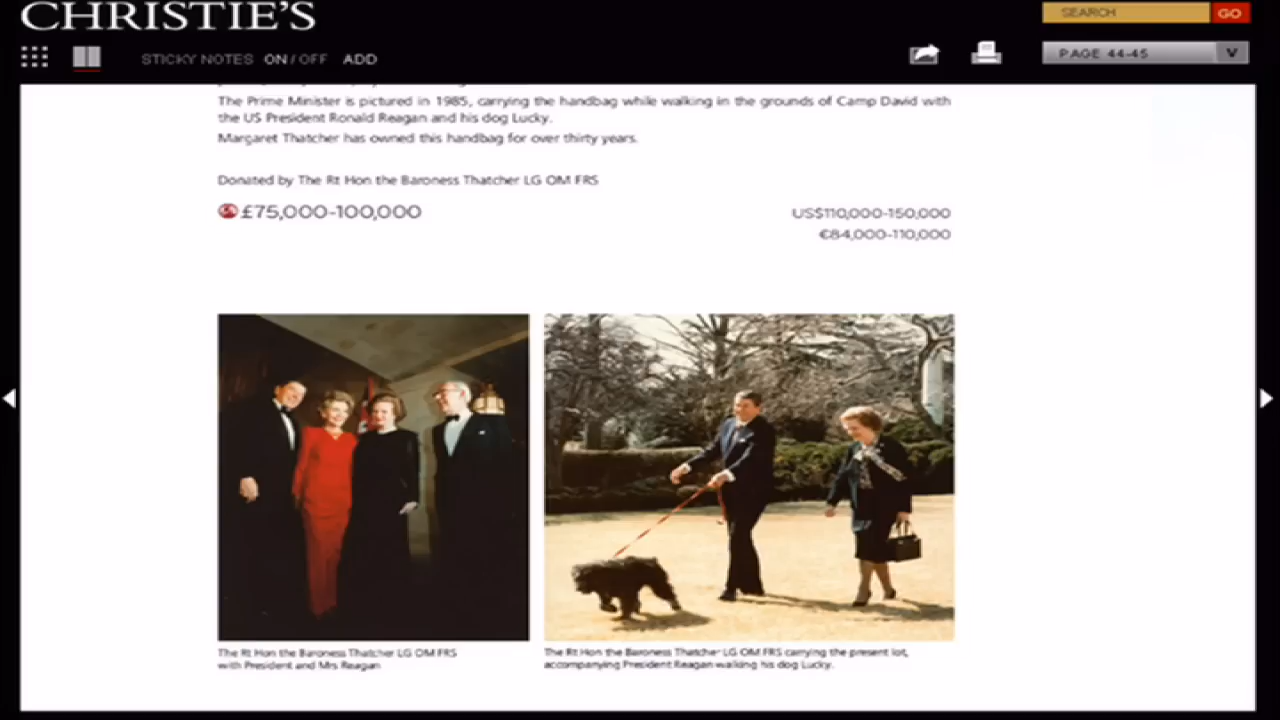 CHRISTIE'S
SEARCH GO
STICKY NOTES ON / OFF ADD
PAGE 44-45 V
The Prime Minister is pictured in 1985, carrying the handbag while walking in the grounds of Camp David with
the US President Ronald Reagan and his dog Lucky.
Margaret Thatcher has owned this handbag for over thirty years.
Donated by The Rt Hon the Baroness Thatcher LG OM FRS
£75,000-100,000
US$110,000-150,000
€84,000-110,000
The Rt Hon the Baroness Thatcher LG OM FRS
with President and Mrs Reagan
The Rt Hon the Baroness Thatcher LG OM FRS carrying the present lot,
accompanying President Reagan walking his dog Lucky.